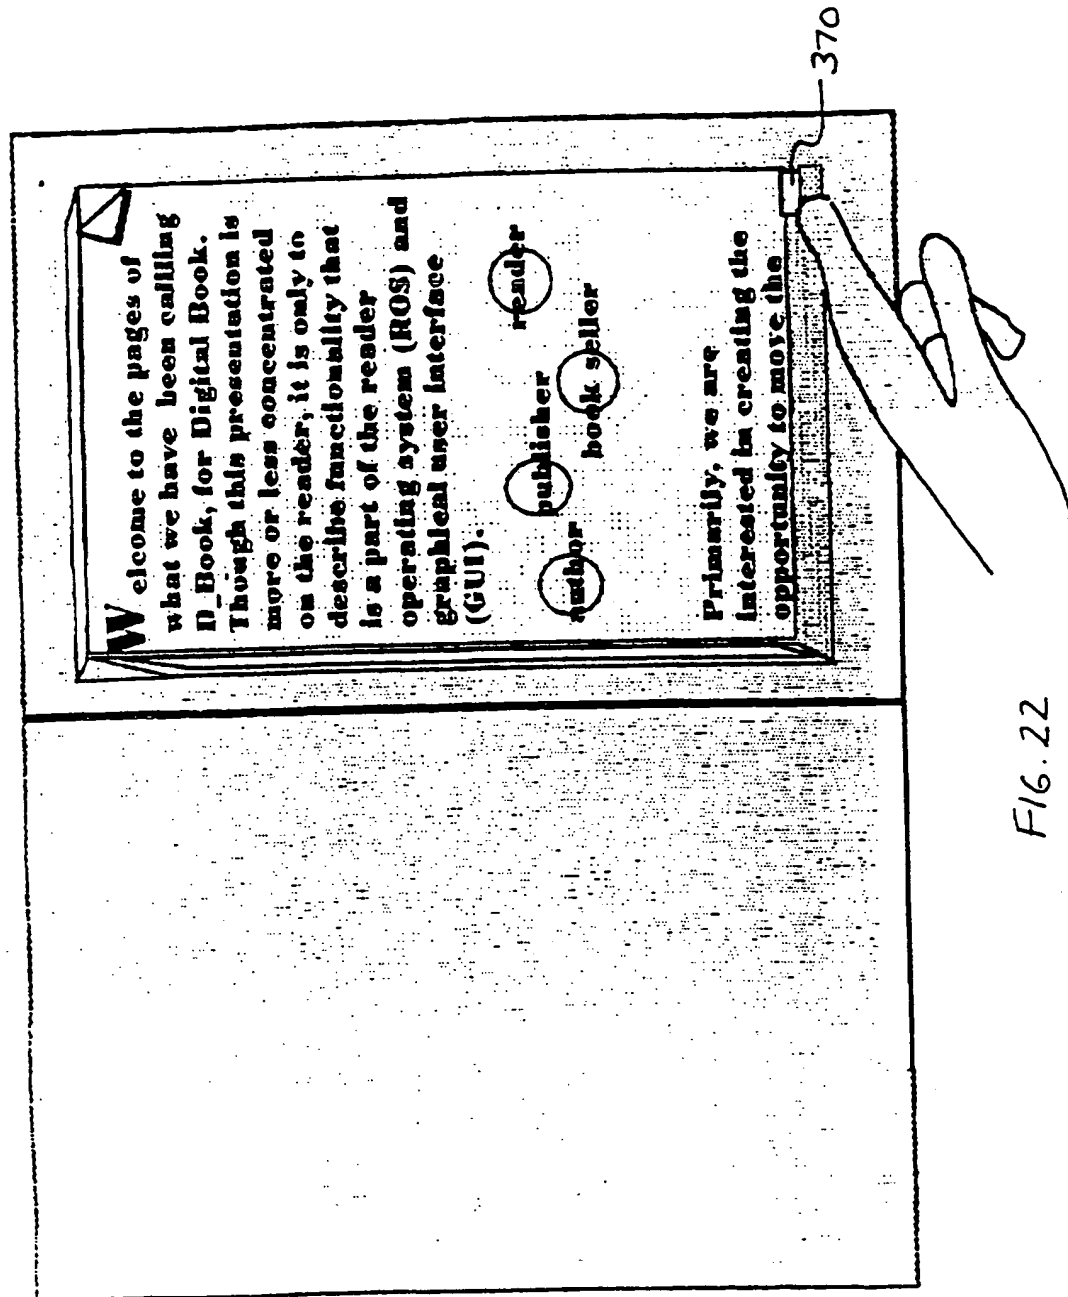 Welcome to the pages of
what we have been callling
D_Book, for Digital Book.
Though this presentation is
more or less concentrated
on the reader, it is only to
describe functionality that
is a part of the reader
operating system (ROS) and
graphical user interface
(GUI).
author publisher reader
book seller
Primarily, we are
interested in creating the
opportunity to move the
370
FIG. 22